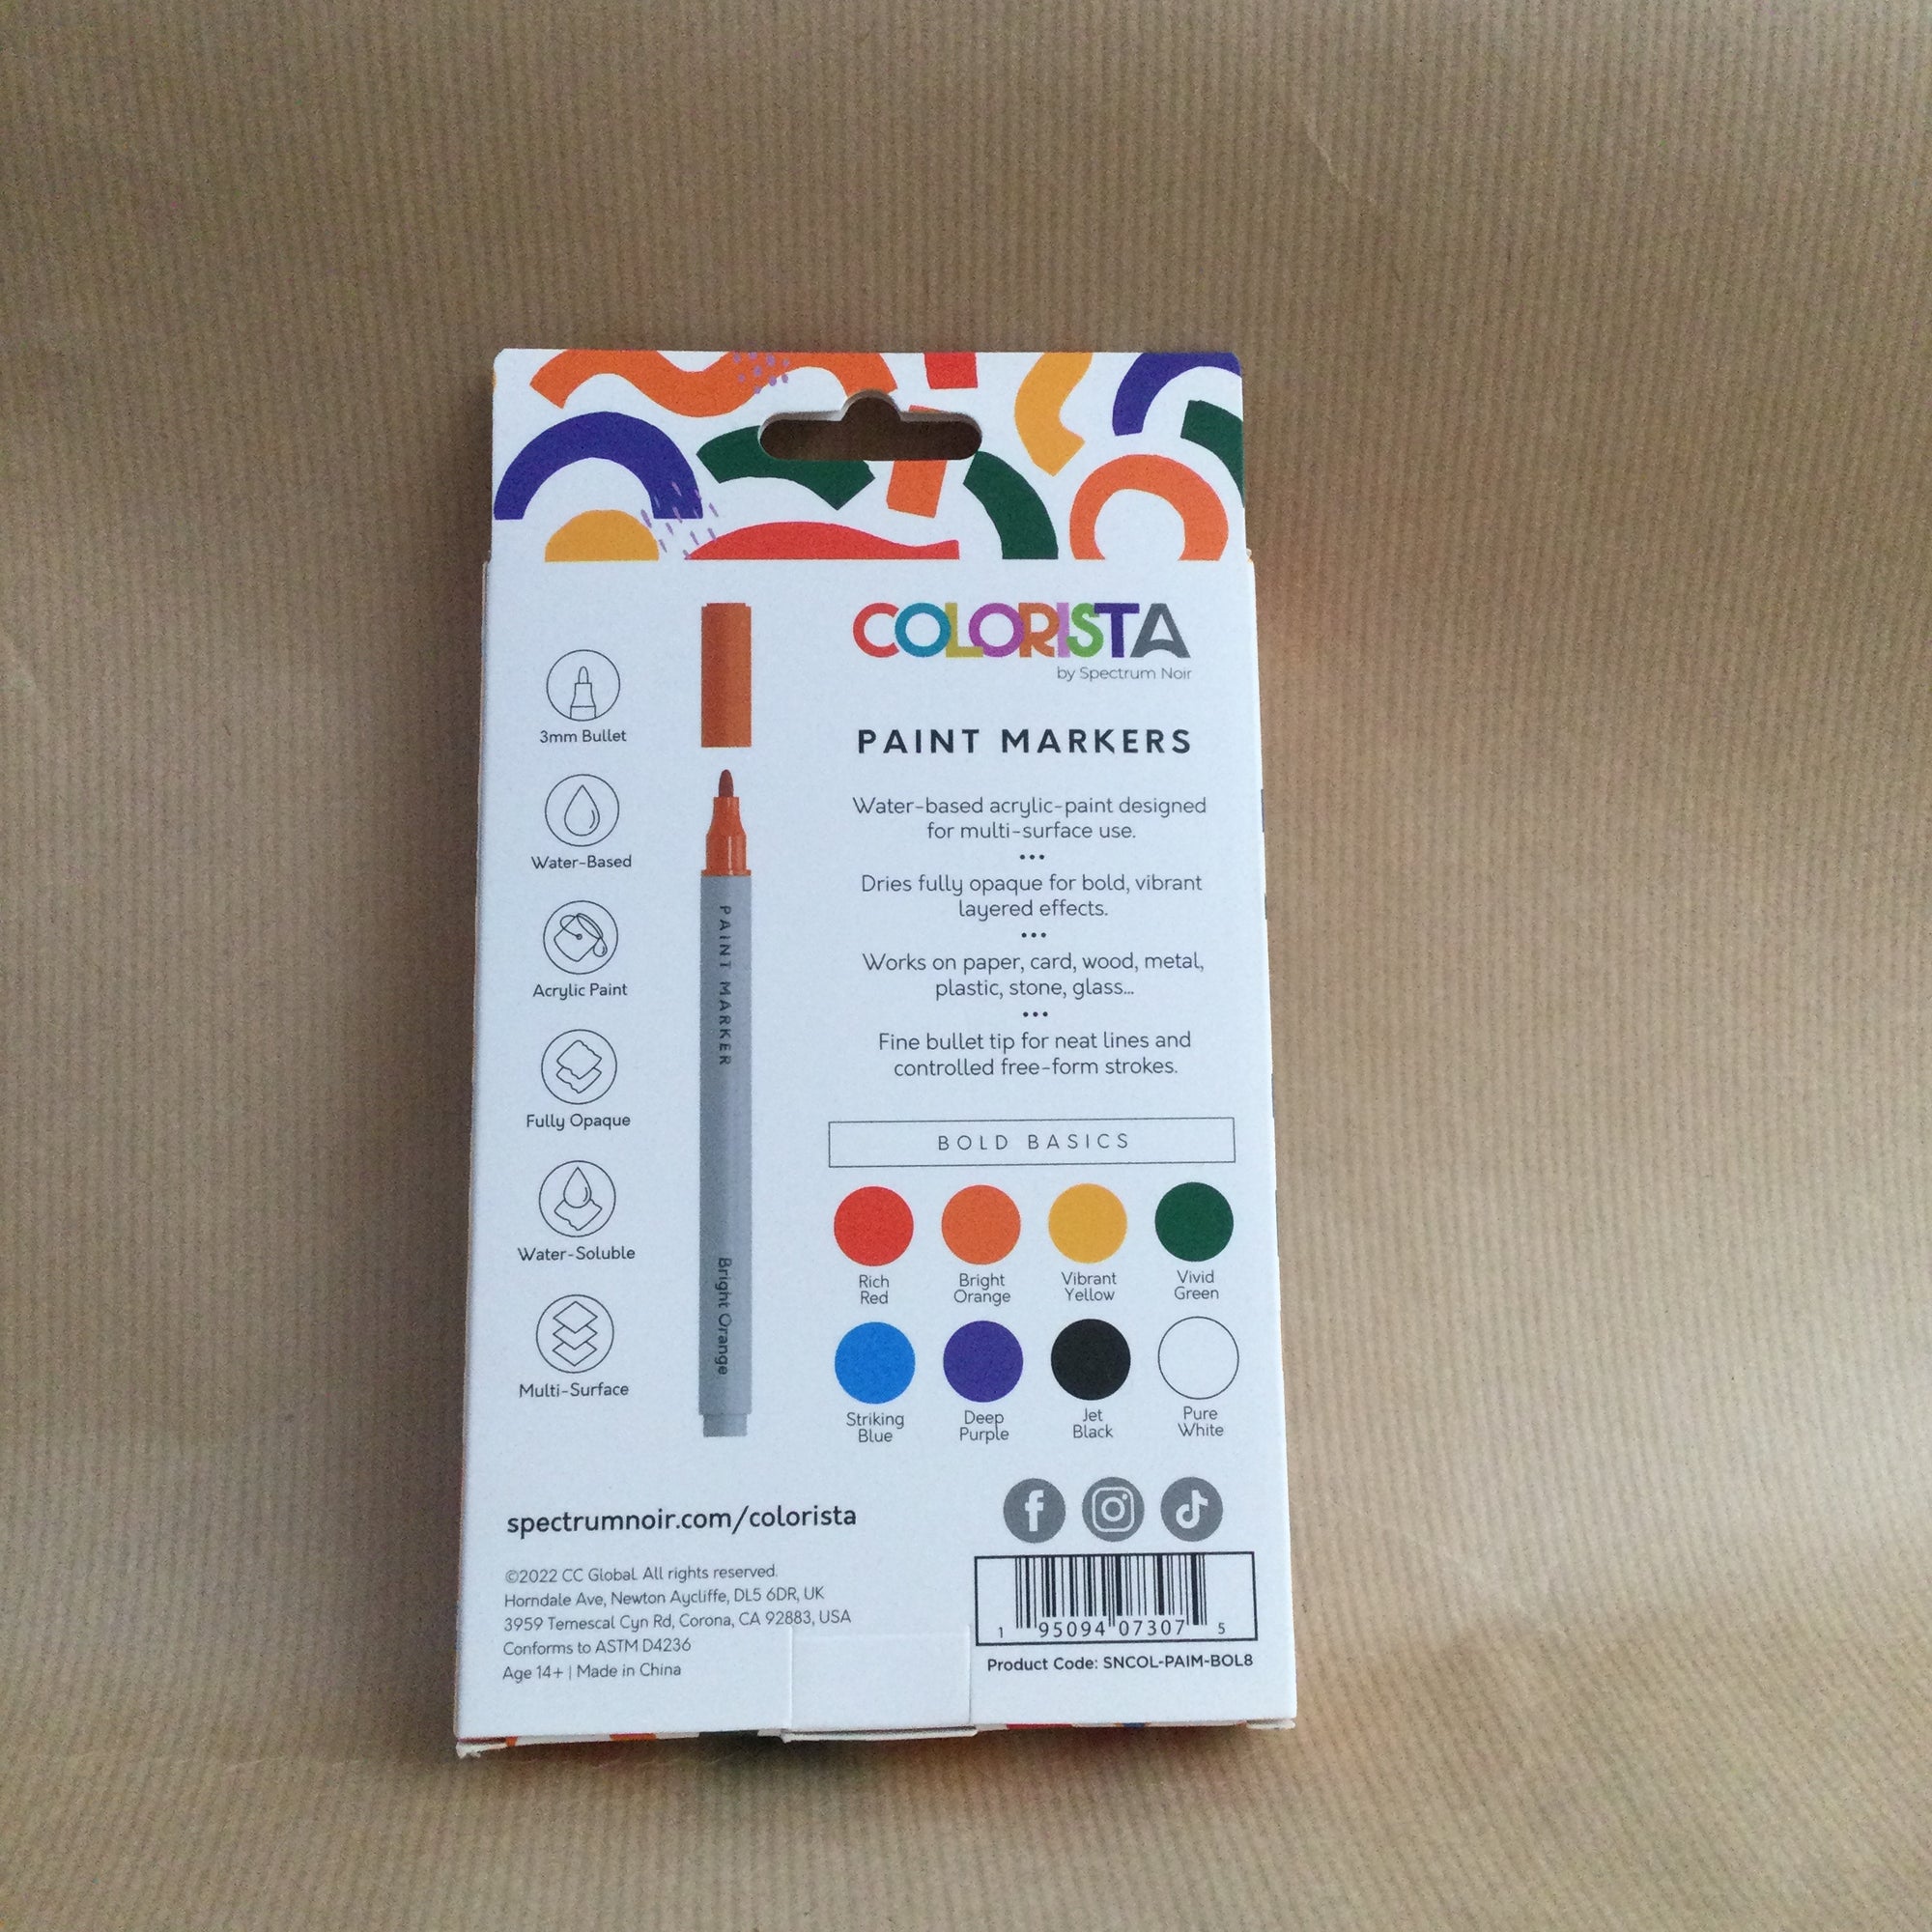 COLORISTA
by Spectrum Noir
PAINT MARKERS
3mm Bullet
Water-Based
Acrylic Paint
Fully Opaque
Water-Soluble
Multi-Surface
PAINT MARKER
Bright Orange
Water-based acrylic-paint designed
for multi-surface use.
•••
Dries fully opaque for bold, vibrant
layered effects.
•••
Works on paper, card, wood, metal,
plastic, stone, glass...
•••
Fine bullet tip for neat lines and
controlled free-form strokes.
BOLD BASICS
Rich
Red
Bright
Orange
Vibrant
Yellow
Vivid
Green
Striking
Blue
Deep
Purple
Jet
Black
Pure
White
spectrumnoir.com/colorista
©2022 CC Global. All rights reserved.
Horndale Ave, Newton Aycliffe, DL5 6DR, UK
3959 Temescal Cyn Rd, Corona, CA 92883, USA
Conforms to ASTM D4236
Age 14+ | Made in China
1 95094 07307 5
Product Code: SNCOL-PAIM-BOL8